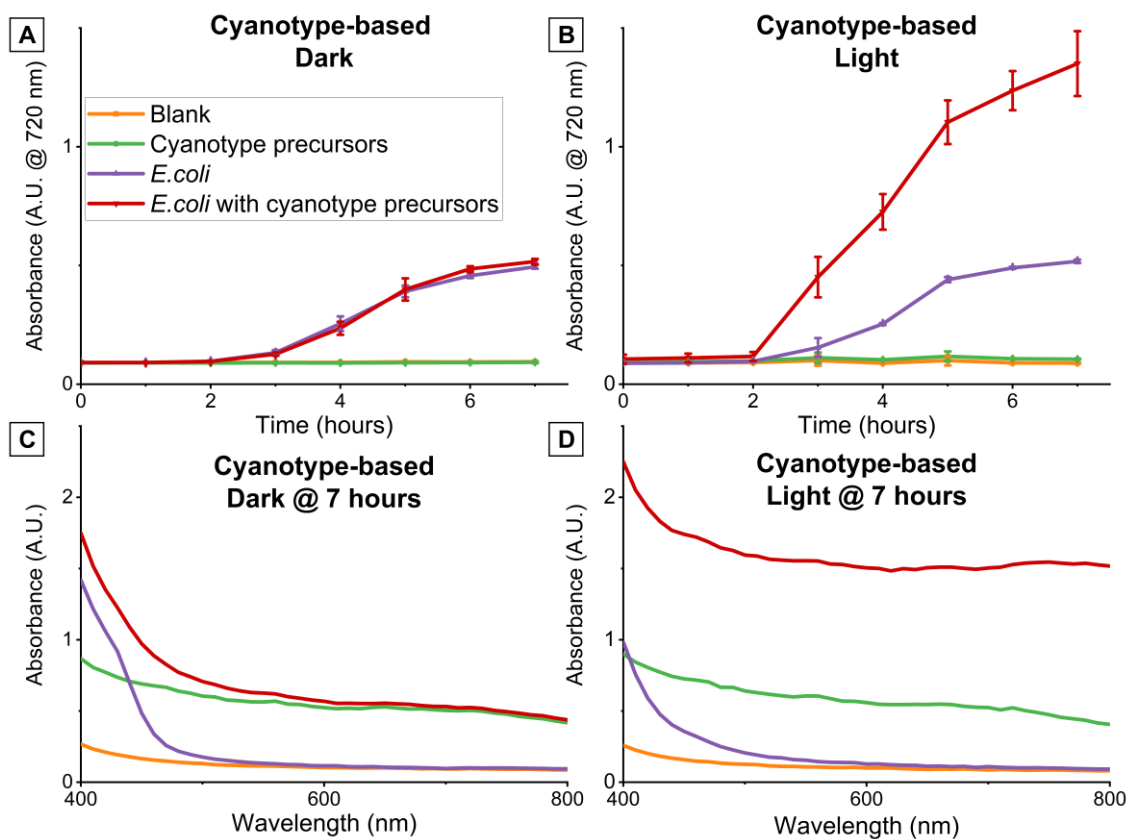 A
Cyanotype-based
Dark
Absorbance (A.U. @ 720 nm)
1
0
Blank
Cyanotype precursors
E.coli
E.coli with cyanotype precursors
0 2 4 6
Time (hours)
B
Cyanotype-based
Light
Absorbance (A.U. @ 720 nm)
1
0
0 2 4 6
Time (hours)
C
Cyanotype-based
Dark @ 7 hours
Absorbance (A.U.)
2
1
0
400 600 800
Wavelength (nm)
D
Cyanotype-based
Light @ 7 hours
Absorbance (A.U.)
2
1
0
400 600 800
Wavelength (nm)